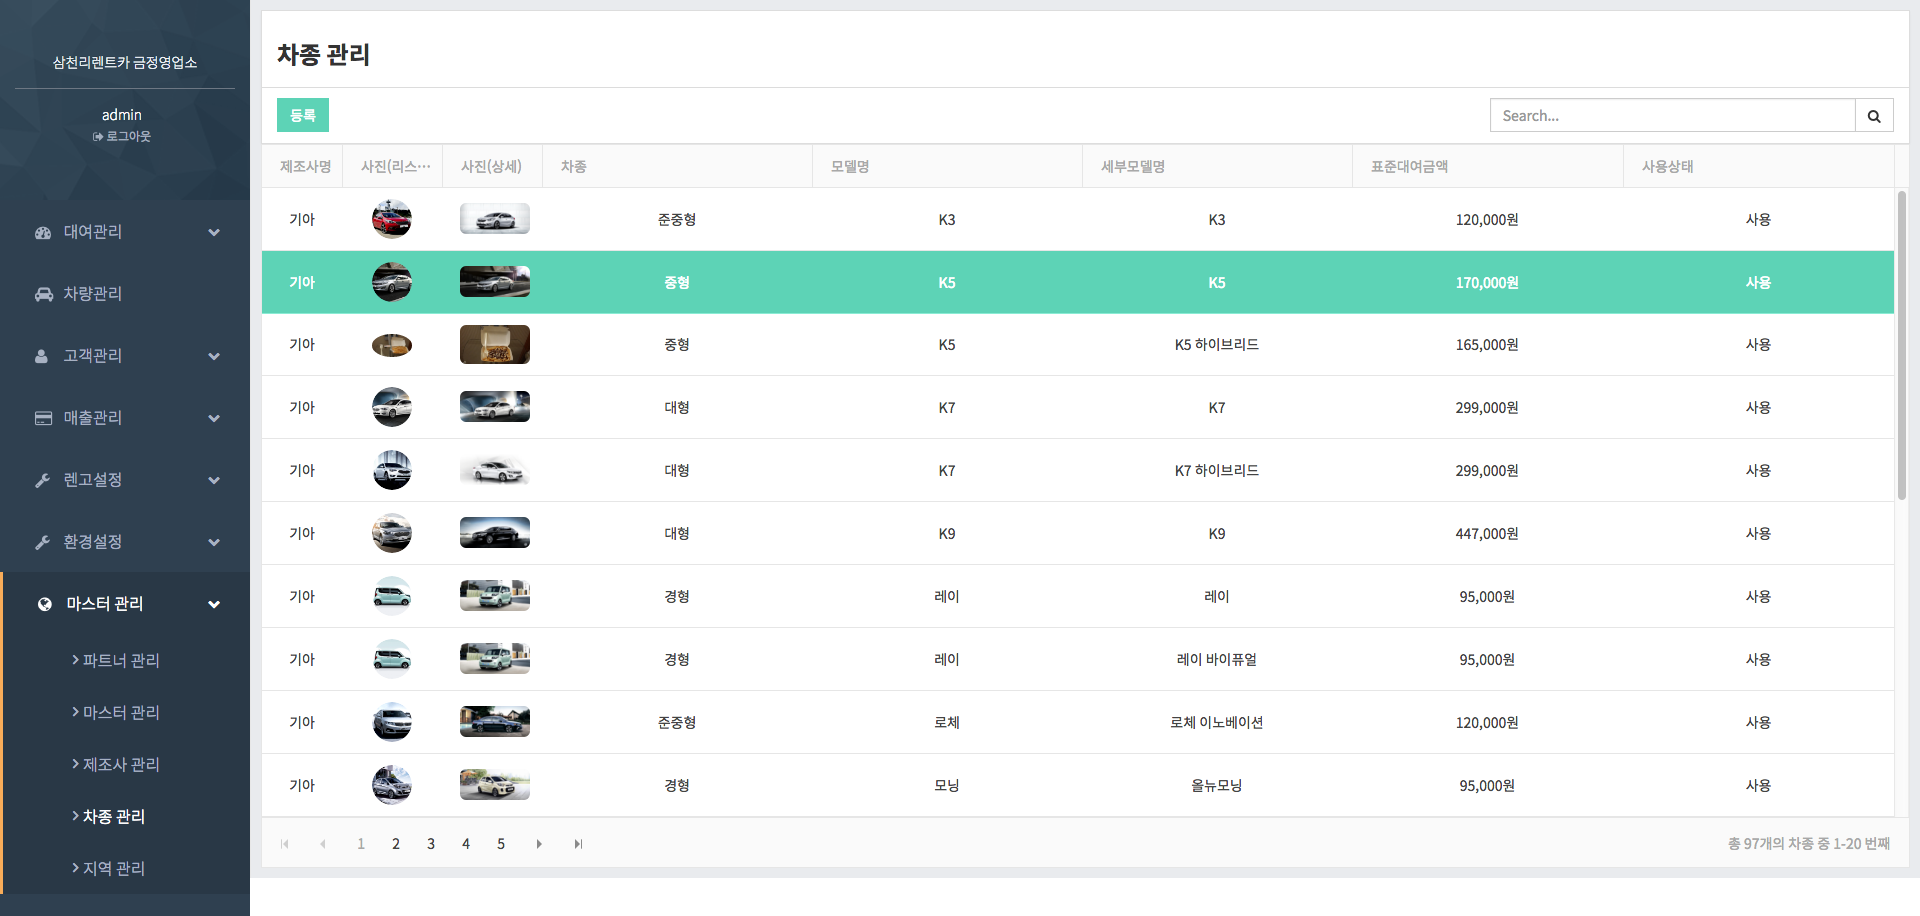 삼천리렌트카 금정영업소
admin
로그아웃
대여관리
차량관리
고객관리
매출관리
렌고설정
환경설정
마스터 관리
파트너 관리
마스터 관리
제조사 관리
차종 관리
지역 관리
차종 관리
등록
Search...
제조사명 사진(리스⋯ 사진(상세) 차종 모델명 세부모델명 표준대여금액 사용상태
기아 준중형 K3 K3 120,000원 사용
기아 중형 K5 K5 170,000원 사용
기아 중형 K5 K5 하이브리드 165,000원 사용
기아 대형 K7 K7 299,000원 사용
기아 대형 K7 K7 하이브리드 299,000원 사용
기아 대형 K9 K9 447,000원 사용
기아 경형 레이 레이 95,000원 사용
기아 경형 레이 레이 바이퓨얼 95,000원 사용
기아 준중형 로체 로체 이노베이션 120,000원 사용
기아 경형 모닝 올뉴모닝 95,000원 사용
1 2 3 4 5
총 97개의 차종 중 1-20 번째